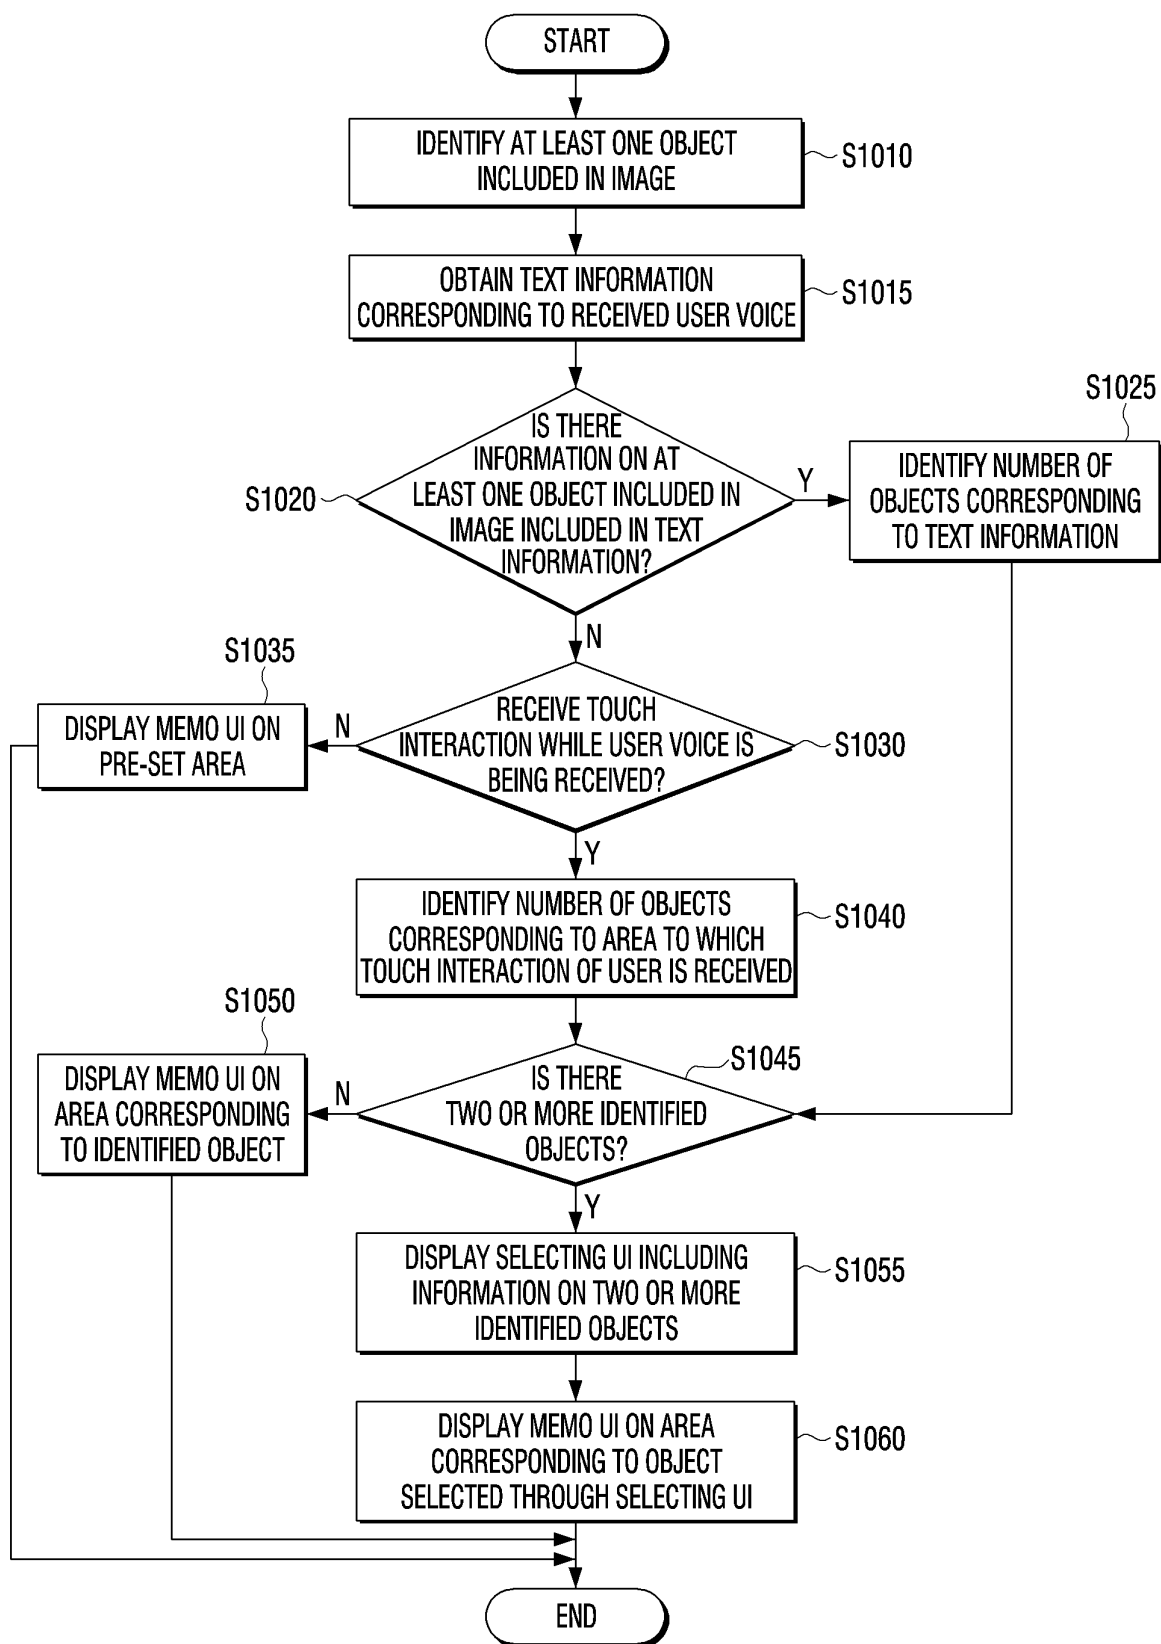 START
IDENTIFY AT LEAST ONE OBJECT
INCLUDED IN IMAGE
S1010
OBTAIN TEXT INFORMATION
CORRESPONDING TO RECEIVED USER VOICE
S1015
IS THERE
INFORMATION ON AT
LEAST ONE OBJECT INCLUDED IN
IMAGE INCLUDED IN TEXT
INFORMATION?
S1020
Y
S1025
IDENTIFY NUMBER OF
OBJECTS CORRESPONDING
TO TEXT INFORMATION
N
RECEIVE TOUCH
INTERACTION WHILE USER VOICE IS
BEING RECEIVED?
S1030
N
S1035
DISPLAY MEMO UI ON
PRE-SET AREA
Y
IDENTIFY NUMBER OF OBJECTS
CORRESPONDING TO AREA TO WHICH
TOUCH INTERACTION OF USER IS RECEIVED
S1040
IS THERE
TWO OR MORE IDENTIFIED
OBJECTS?
S1045
N
S1050
DISPLAY MEMO UI ON
AREA CORRESPONDING
TO IDENTIFIED OBJECT
Y
DISPLAY SELECTING UI INCLUDING
INFORMATION ON TWO OR MORE
IDENTIFIED OBJECTS
S1055
DISPLAY MEMO UI ON AREA
CORRESPONDING TO OBJECT
SELECTED THROUGH SELECTING UI
S1060
END